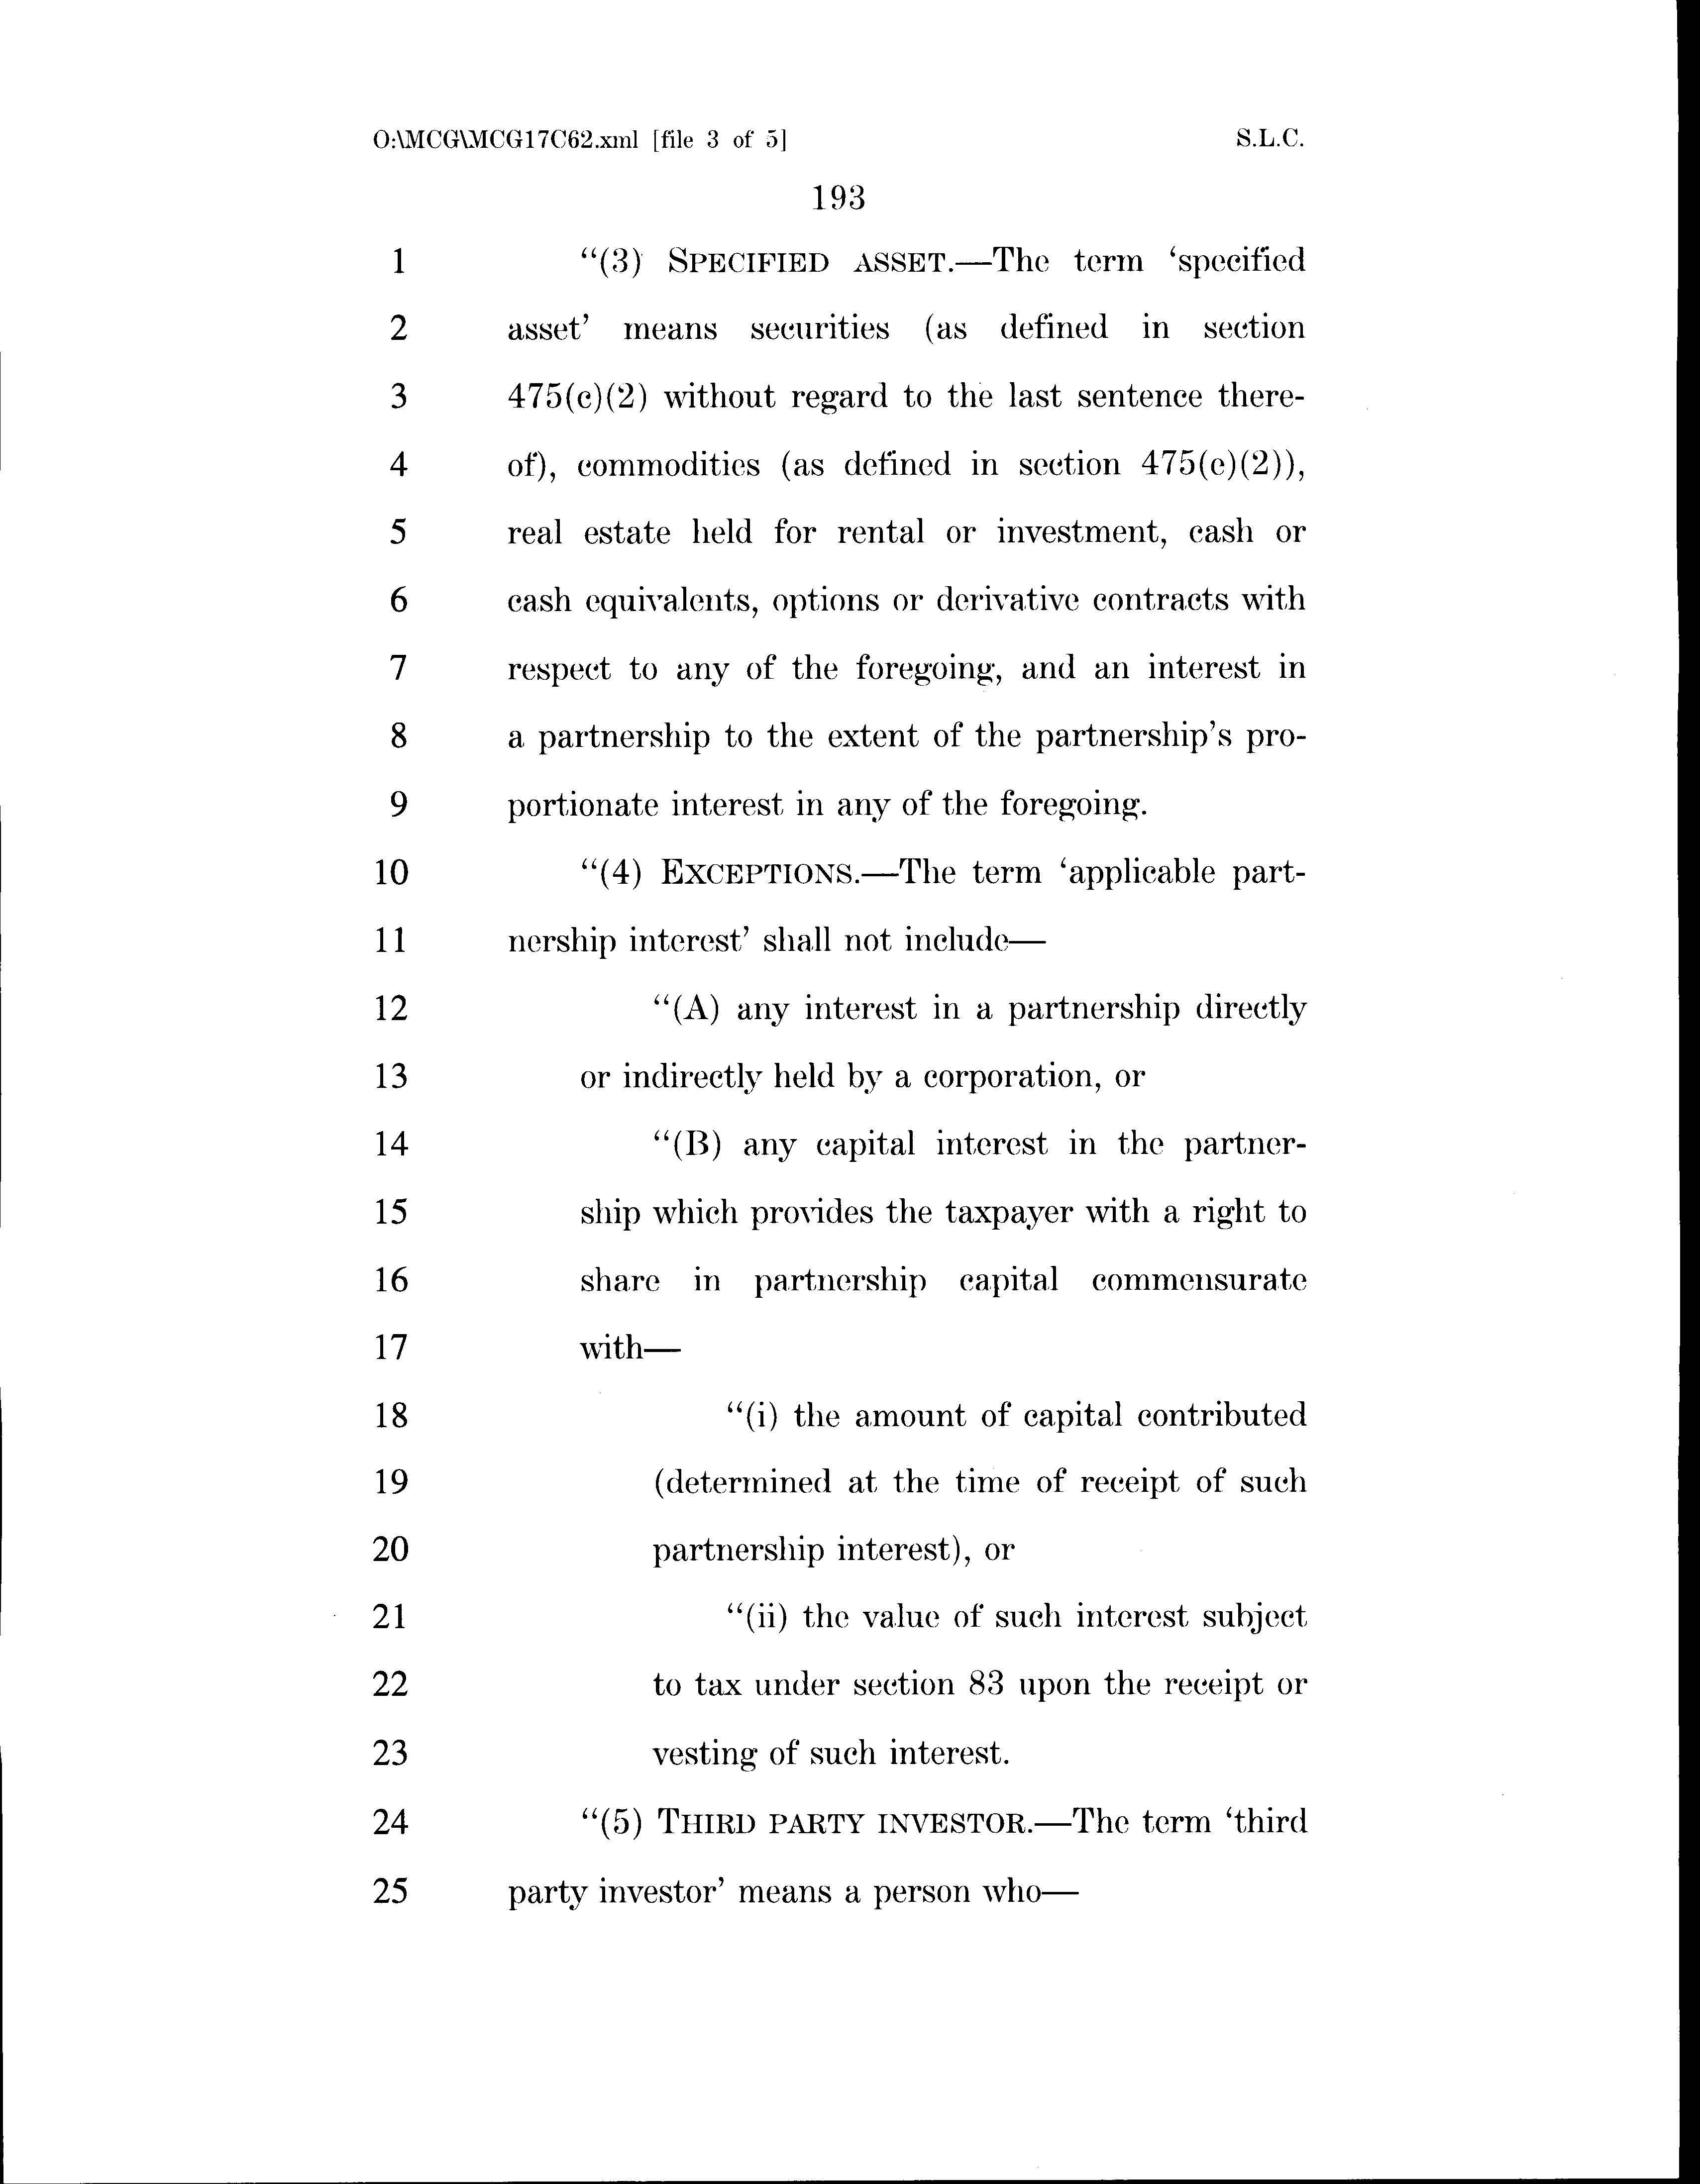 O:\MCG\MCG17C62.xml [file 3 of 5] S.L.C.
193
1 “(3) SPECIFIED ASSET.—The term ‘specified
2 asset’ means securities (as defined in section
3 475(c)(2) without regard to the last sentence there-
4 of), commodities (as defined in section 475(e)(2)),
5 real estate held for rental or investment, cash or
6 cash equivalents, options or derivative contracts with
7 respect to any of the foregoing, and an interest in
8 a partnership to the extent of the partnership’s pro-
9 portionate interest in any of the foregoing.
10 “(4) EXCEPTIONS.—The term ‘applicable part-
11 nership interest’ shall not include—
12 “(A) any interest in a partnership directly
13 or indirectly held by a corporation, or
14 “(B) any capital interest in the partner-
15 ship which provides the taxpayer with a right to
16 share in partnership capital commensurate
17 with—
18 “(i) the amount of capital contributed
19 (determined at the time of receipt of such
20 partnership interest), or
21 “(ii) the value of such interest subject
22 to tax under section 83 upon the receipt or
23 vesting of such interest.
24 “(5) THIRD PARTY INVESTOR.—The term ‘third
25 party investor’ means a person who—